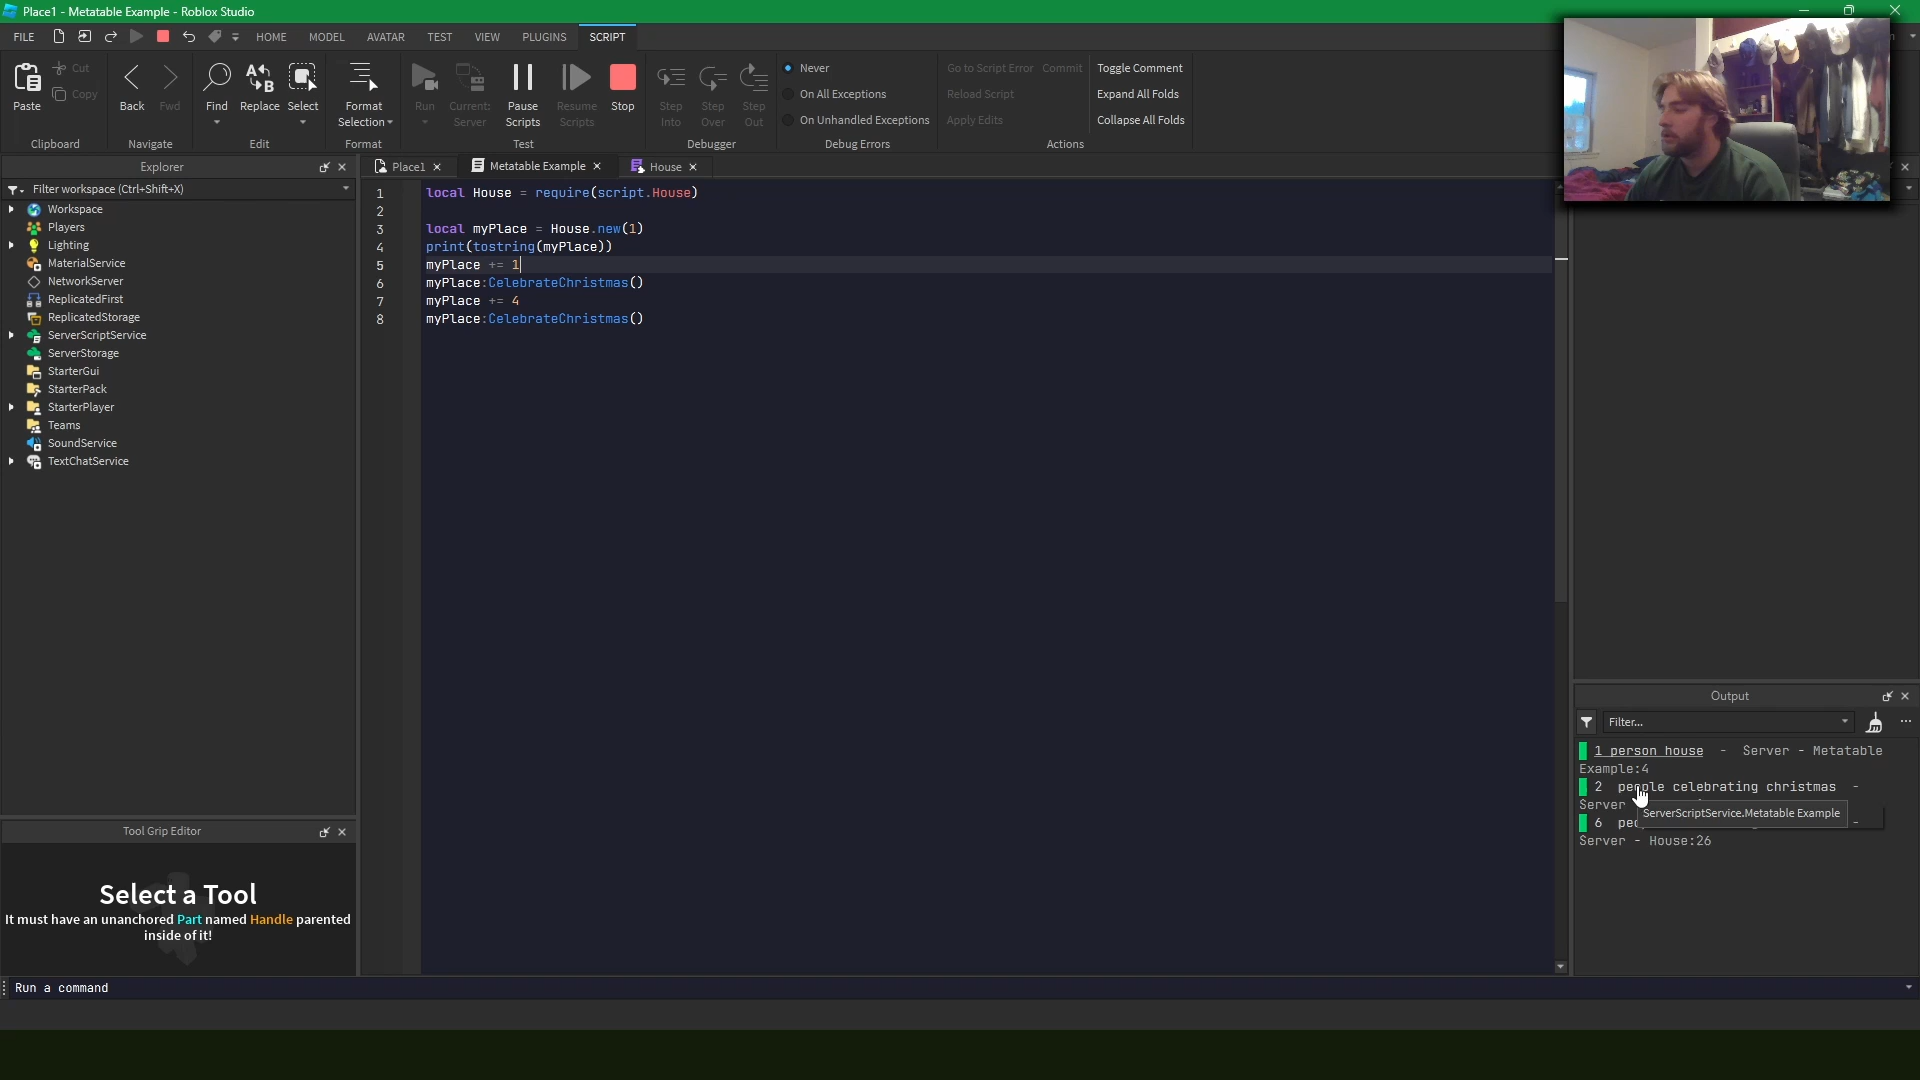 Place1 - Metatable Example - Roblox Studio
FILE HOME MODEL AVATAR TEST VIEW PLUGINS SCRIPT
Paste Cut Copy
Clipboard
Back Fwd
Navigate
Find Replace Select
Edit
Format Selection
Format
Run Current: Server Pause Scripts Resume Scripts Stop
Test
Step Into Step Over Step Out
Debugger
Never
On All Exceptions
On Unhandled Exceptions
Debug Errors
Go to Script Error Commit Toggle Comment
Reload Script Expand All Folds
Apply Edits Collapse All Folds
Actions
Explorer
Filter workspace (Ctrl+Shift+X)
Workspace
Players
Lighting
MaterialService
NetworkServer
ReplicatedFirst
ReplicatedStorage
ServerScriptService
ServerStorage
StarterGui
StarterPack
StarterPlayer
Teams
SoundService
TextChatService
Tool Grip Editor
Select a Tool
It must have an unanchored Part named Handle parented
inside of it!
Place1 Metatable Example House
1 local House = require(script.House)
2
3 local myPlace = House.new(1)
4 print(tostring(myPlace))
5 myPlace += 1
6 myPlace:CelebrateChristmas()
7 myPlace += 4
8 myPlace:CelebrateChristmas()
Output
Filter...
1 person house - Server - Metatable
Example:4
2 people celebrating christmas -
Server
ServerScriptService.Metatable Example
6 -
Server - House:26
Run a command